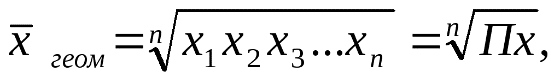 x̄ геом = ⁿ√(x₁x₂x₃...xₙ) = ⁿ√(Πx),